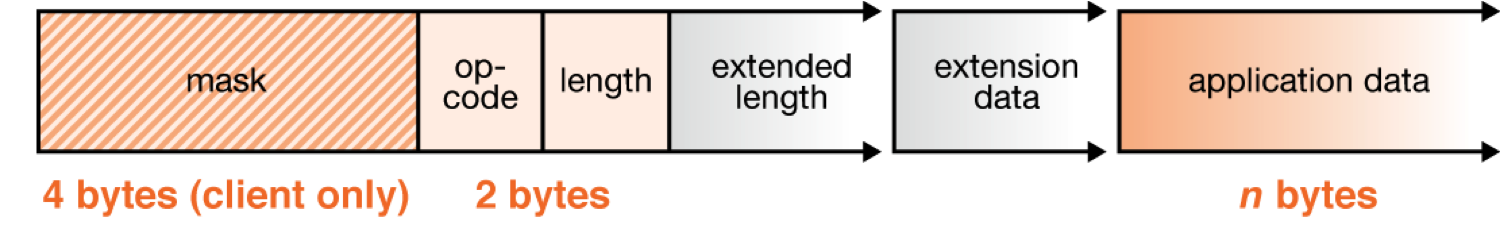 mask
op-
code
length
extended
length
extension
data
application data
4 bytes (client only)
2 bytes
n bytes